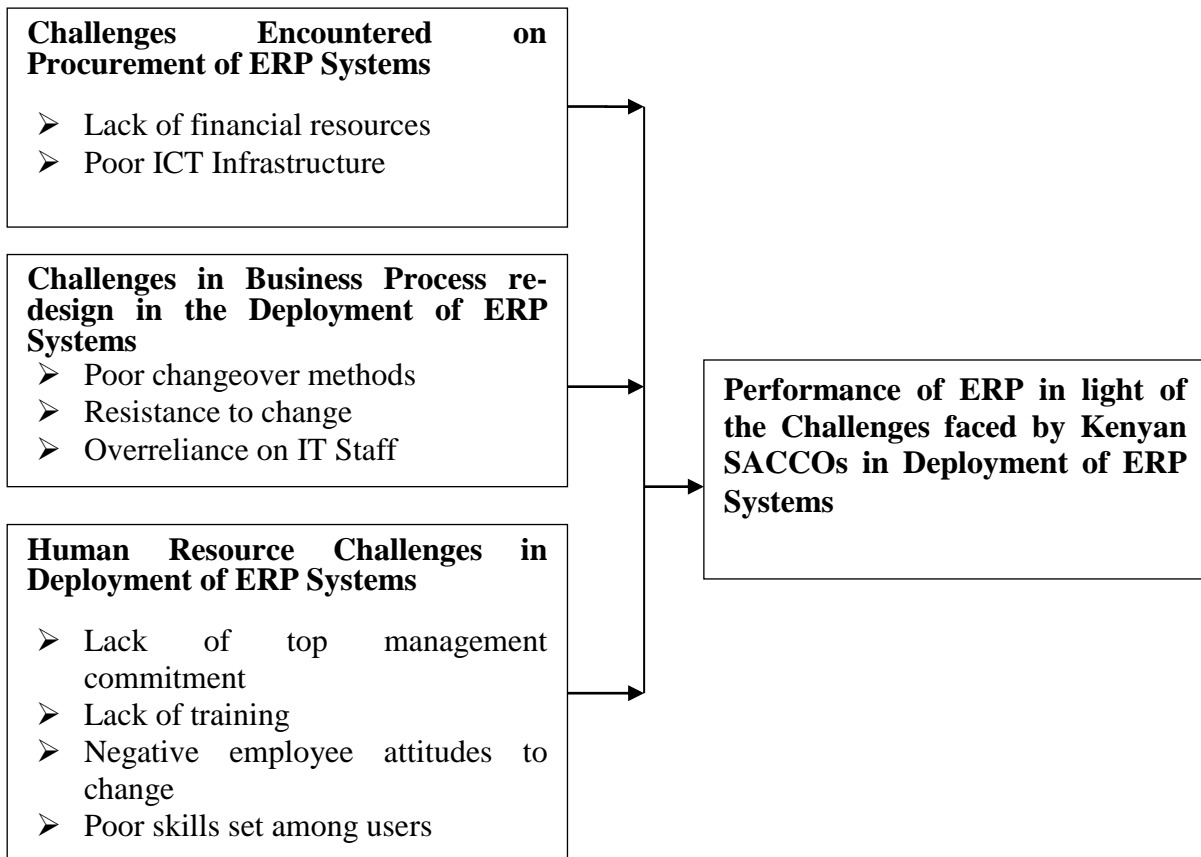 Challenges Encountered on
Procurement of ERP Systems
➢ Lack of financial resources
➢ Poor ICT Infrastructure
Challenges in Business Process re-
design in the Deployment of ERP
Systems
➢ Poor changeover methods
➢ Resistance to change
➢ Overreliance on IT Staff
Human Resource Challenges in
Deployment of ERP Systems
➢ Lack of top management
commitment
➢ Lack of training
➢ Negative employee attitudes to
change
➢ Poor skills set among users
Performance of ERP in light of
the Challenges faced by Kenyan
SACCOs in Deployment of ERP
Systems